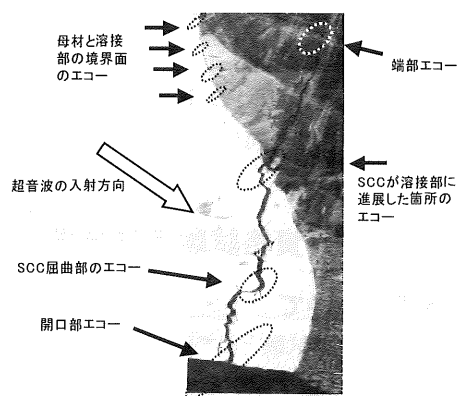 母材と溶接
部の境界面
のエコー
端部エコー
超音波の入射方向
SCCが溶接部に
進展した箇所の
エコー
SCC屈曲部のエコー
開口部エコー